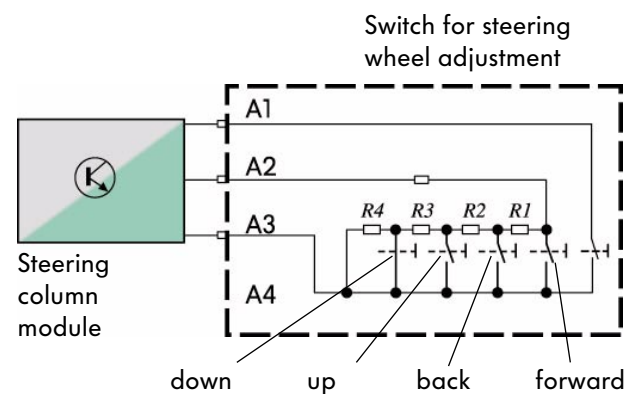 Switch for steering
wheel adjustment
A1
A2
R4 R3 R2 R1
A3
A4
Steering
column
module
down up back forward